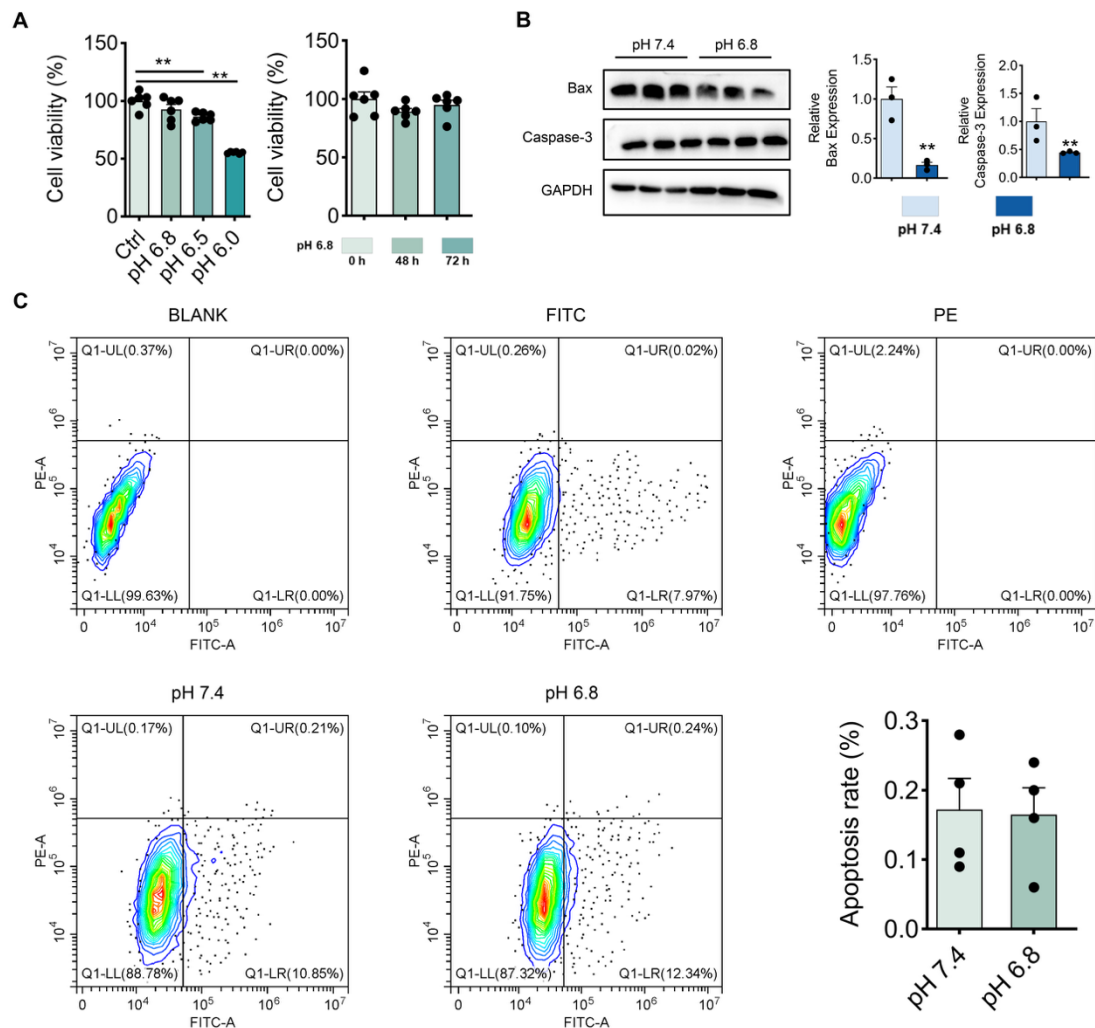 A
Cell viability (%)
150
100
50
0
**
**
Ctrl
pH 6.8
pH 6.5
pH 6.0
Cell viability (%)
150
100
50
0
pH 6.8
0 h
48 h
72 h
B
pH 7.4
pH 6.8
Bax
Caspase-3
GAPDH
Relative
Bax Expression
1.5
1.0
0.5
0.0
**
Relative
Caspase-3 Expression
2.0
1.5
1.0
0.5
0.0
**
pH 7.4
pH 6.8
C
BLANK
Q1-UL(0.37%)
Q1-UR(0.00%)
Q1-LL(99.63%)
Q1-LR(0.00%)
PE-A
10⁷
10⁶
10⁵
10⁴
0
10⁴
10⁵
10⁶
10⁷
FITC-A
FITC
Q1-UL(0.26%)
Q1-UR(0.02%)
Q1-LL(91.75%)
Q1-LR(7.97%)
PE-A
10⁷
10⁶
10⁵
10⁴
0
10⁴
10⁵
10⁶
10⁷
FITC-A
PE
Q1-UL(2.24%)
Q1-UR(0.00%)
Q1-LL(97.76%)
Q1-LR(0.00%)
PE-A
10⁷
10⁶
10⁵
10⁴
0
10⁴
10⁵
10⁶
10⁷
FITC-A
pH 7.4
Q1-UL(0.17%)
Q1-UR(0.21%)
Q1-LL(88.78%)
Q1-LR(10.85%)
PE-A
10⁷
10⁶
10⁵
10⁴
0
10⁴
10⁵
10⁶
10⁷
FITC-A
pH 6.8
Q1-UL(0.10%)
Q1-UR(0.24%)
Q1-LL(87.32%)
Q1-LR(12.34%)
PE-A
10⁷
10⁶
10⁵
10⁴
0
10⁴
10⁵
10⁶
10⁷
FITC-A
Apoptosis rate (%)
0.3
0.2
0.1
0.0
pH 7.4
pH 6.8